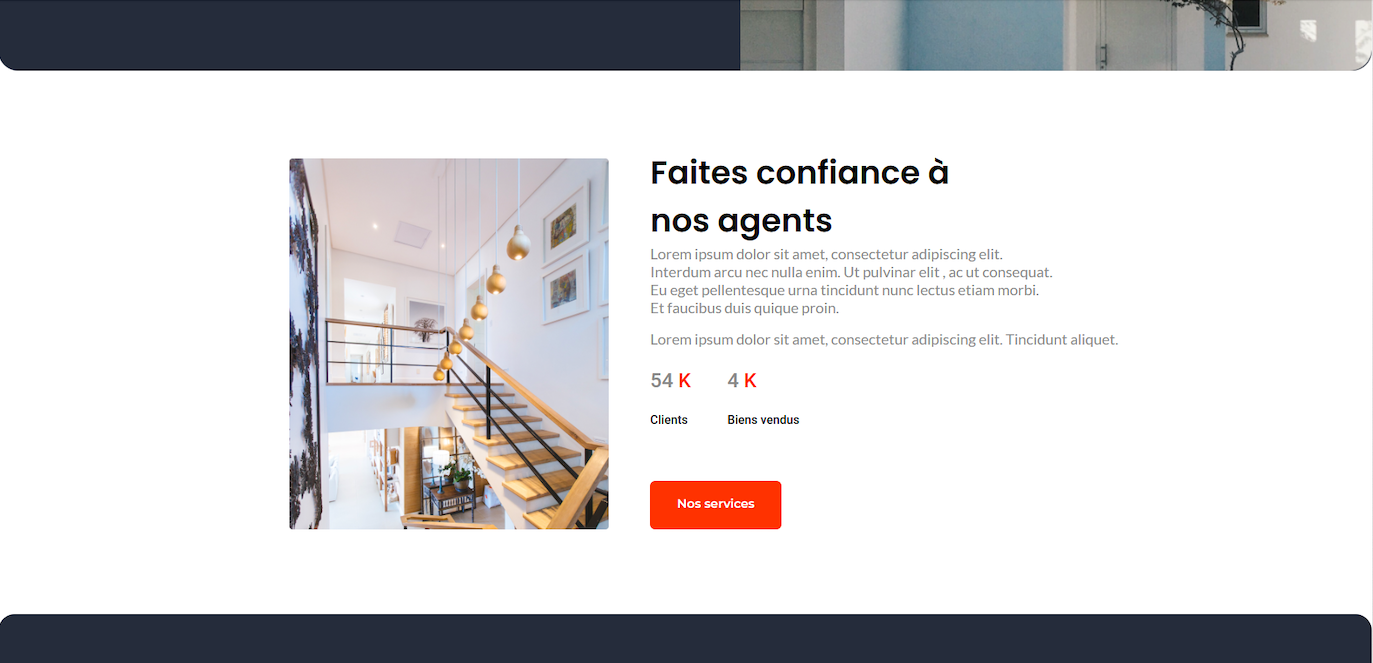 Faites confiance à
nos agents
Lorem ipsum dolor sit amet, consectetur adipiscing elit.
Interdum arcu nec nulla enim. Ut pulvinar elit , ac ut consequat.
Eu eget pellentesque urna tincidunt nunc lectus etiam morbi.
Et faucibus duis quique proin.
Lorem ipsum dolor sit amet, consectetur adipiscing elit. Tincidunt aliquet.
54 K 4 K
Clients Biens vendus
Nos services